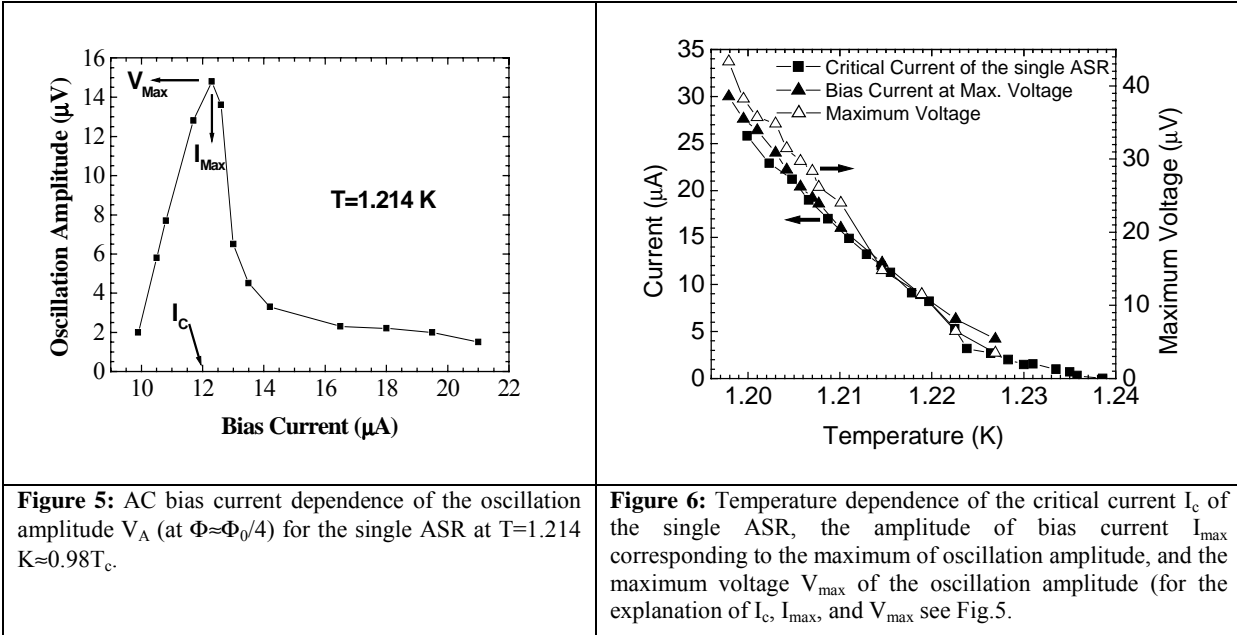 16
14
12
10
8
6
4
2
0
10 12 14 16 18 20 22
Oscillation Amplitude (μV)
Bias Current (μA)
V_Max
I_Max
I_C
T=1.214 K
35
30
25
20
15
10
5
0
1.20 1.21 1.22 1.23 1.24
40
30
20
10
0
Current (μA)
Maximum Voltage (μV)
Temperature (K)
Critical Current of the single ASR
Bias Current at Max. Voltage
Maximum Voltage
Figure 5: AC bias current dependence of the oscillation
amplitude V_A (at Φ≈Φ_0/4) for the single ASR at T=1.214
K≈0.98T_c.
Figure 6: Temperature dependence of the critical current I_c of
the single ASR, the amplitude of bias current I_max
corresponding to the maximum of oscillation amplitude, and the
maximum voltage V_max of the oscillation amplitude (for the
explanation of I_c, I_max, and V_max see Fig.5.